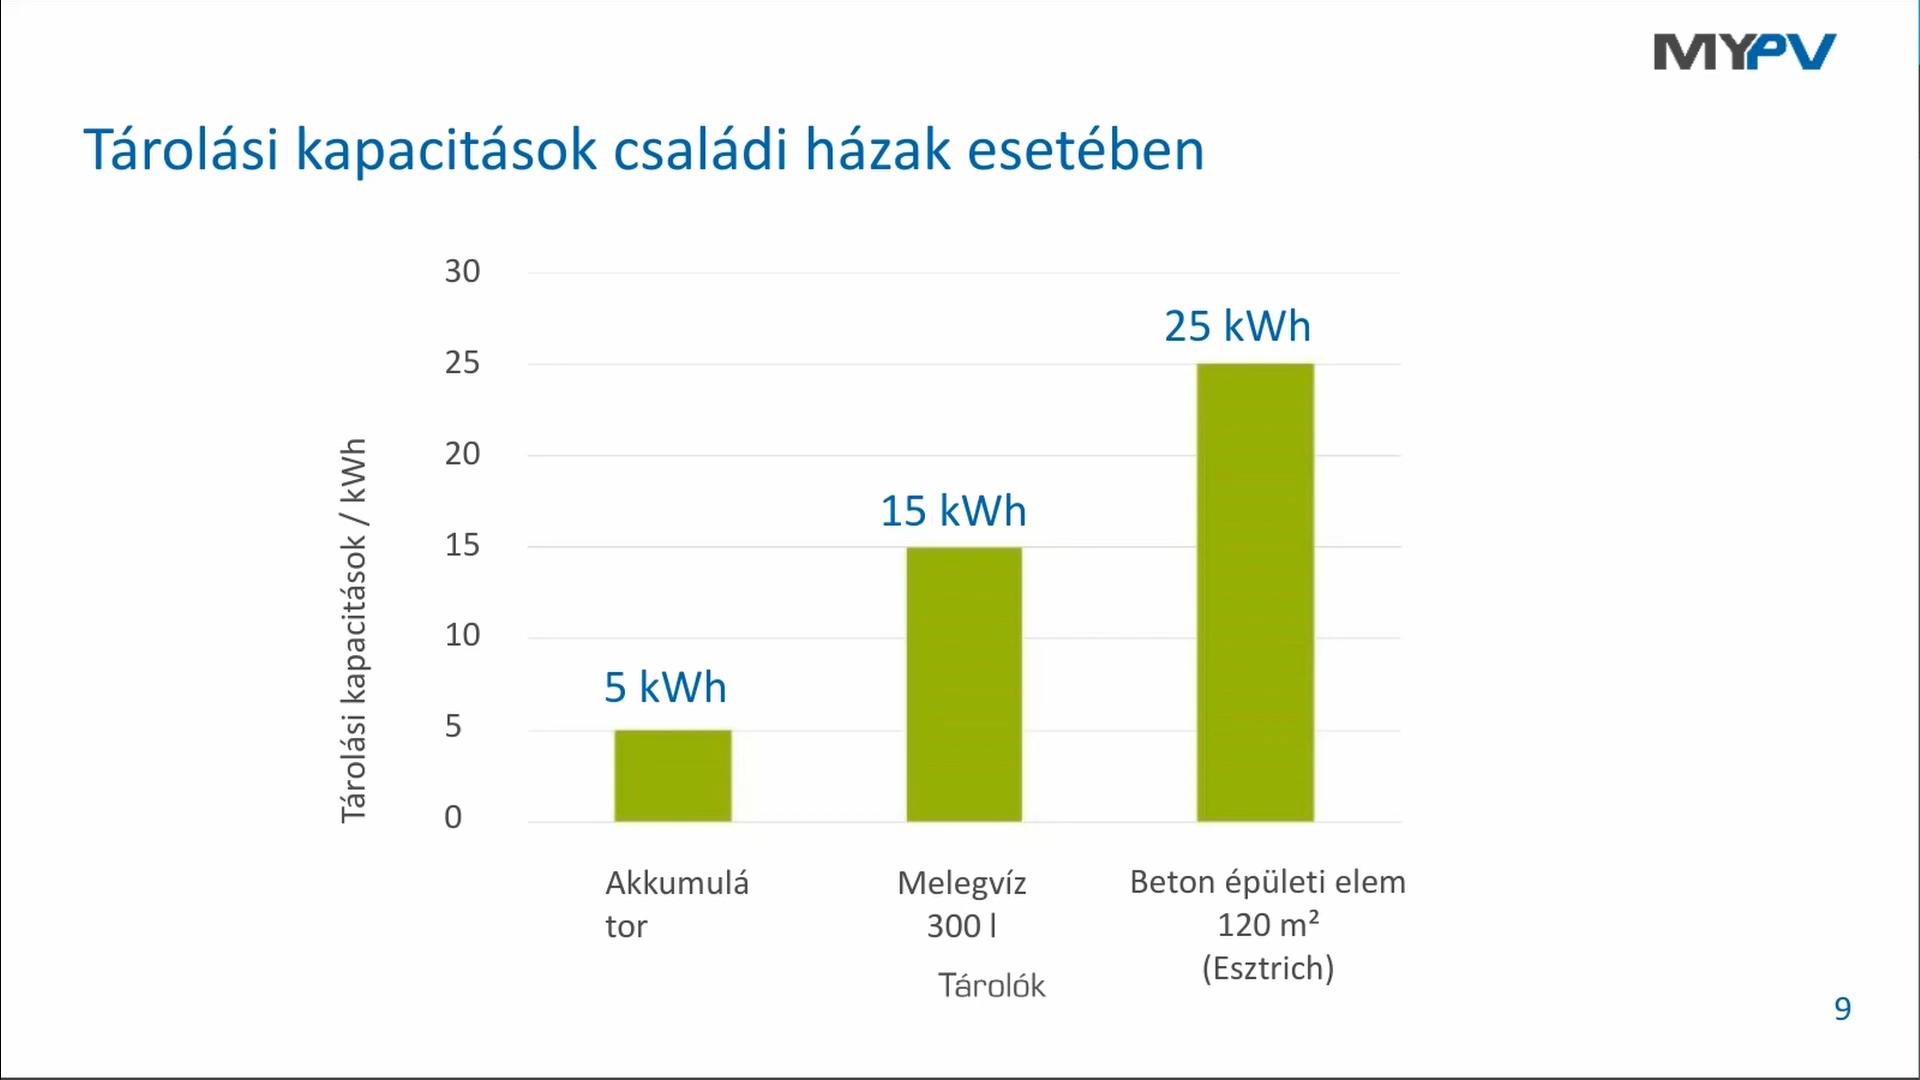 MYPV
Tárolási kapacitások családi házak esetében
Tárolási kapacitások / kWh
30
25
20
15
10
5
0
5 kWh
15 kWh
25 kWh
Akkumulá
tor
Melegvíz
300 l
Beton épületi elem
120 m²
(Esztrich)
Tárolók
9